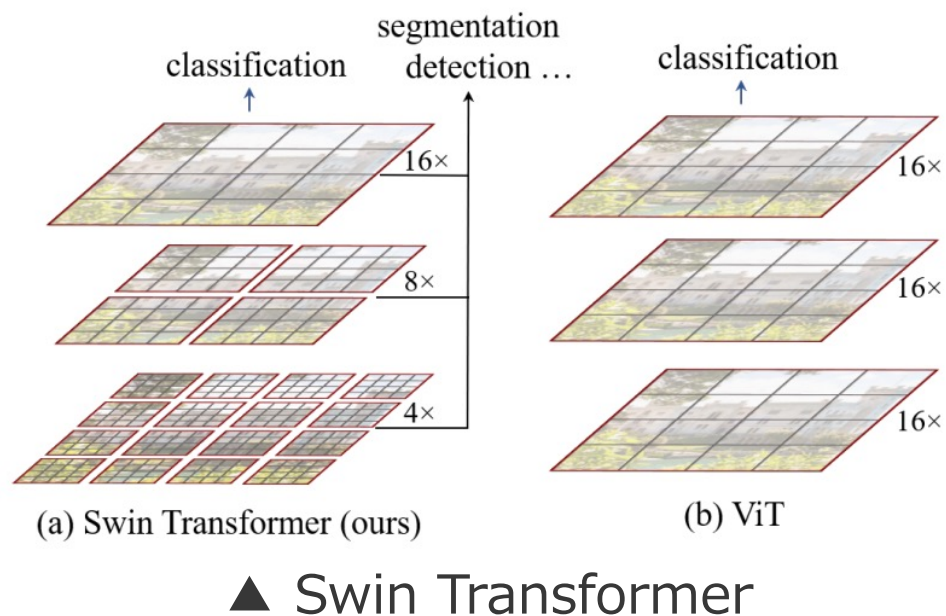 segmentation
classification
detection ...
classification
16×
8×
4×
16×
16×
16×
(a) Swin Transformer (ours)
(b) ViT
▲ Swin Transformer